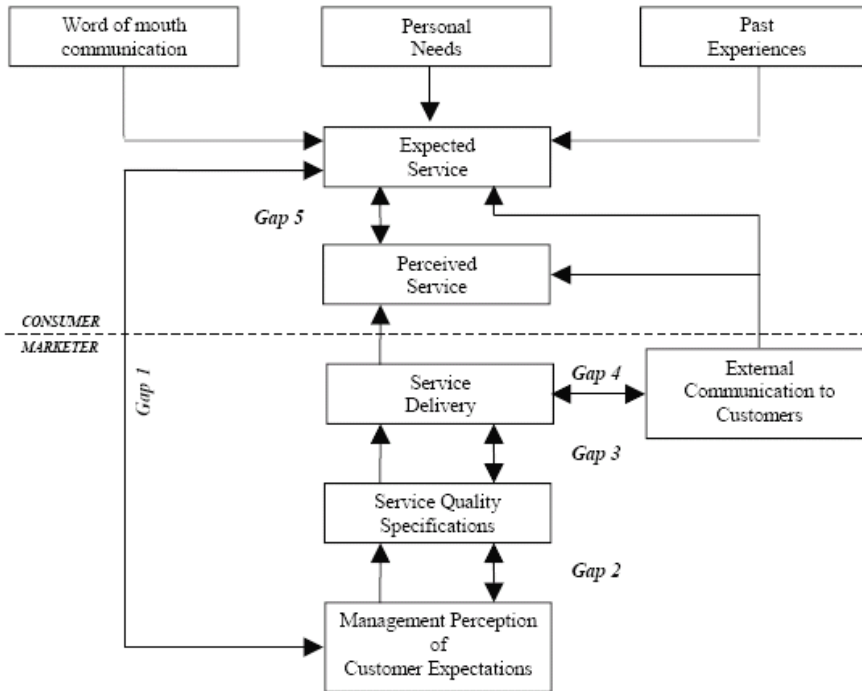 Word of mouth
communication
Personal
Needs
Past
Experiences
Expected
Service
Gap 5
Perceived
Service
CONSUMER
MARKETER
Gap 1
Service
Delivery
Gap 4
External
Communication to
Customers
Gap 3
Service Quality
Specifications
Gap 2
Management Perception
of
Customer Expectations